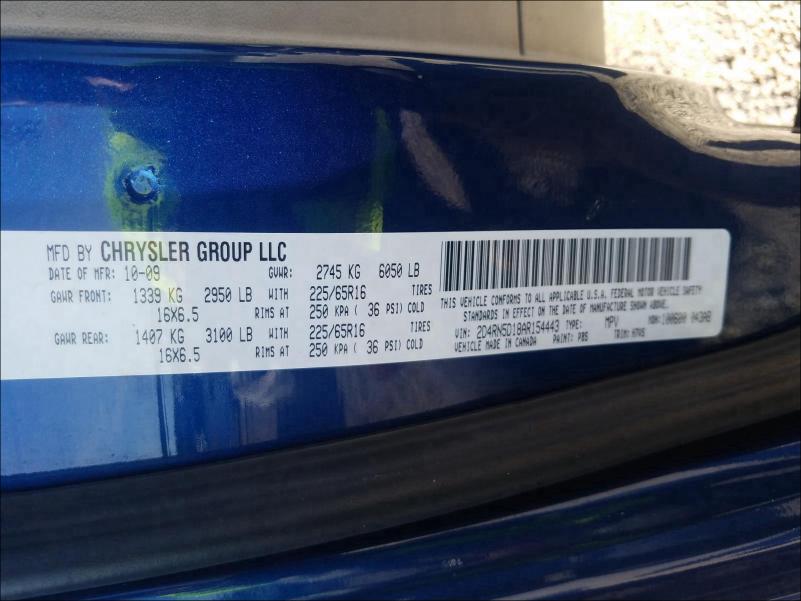 MFD BY CHRYSLER GROUP LLC
DATE OF MFR: 10-09 GVWR: 2745 KG 6050 LB
GAWR FRONT: 1339 KG 2950 LB WITH 225/65R16 TIRES
16X6.5 RIMS AT 250 KPA ( 36 PSI) COLD
GAWR REAR: 1407 KG 3100 LB WITH 225/65R16 TIRES
16X6.5 RIMS AT 250 KPA ( 36 PSI) COLD
THIS VEHICLE CONFORMS TO ALL APPLICABLE U.S.A. FEDERAL MOTOR VEHICLE SAFETY
STANDARDS IN EFFECT ON THE DATE OF MANUFACTURE SHOWN ABOVE.
VIN: 2D4RN5D18AR154443 TYPE: MPV MDH:
VEHICLE MADE IN CANADA PAINT: PBS TRIM: